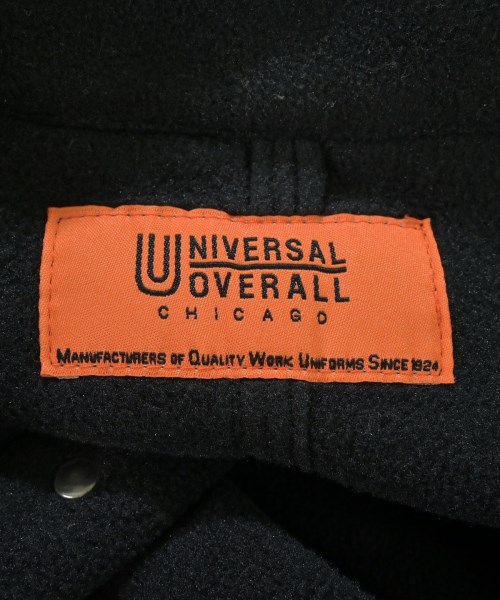 UNIVERSAL
OVERALL
CHICAGO
MANUFACTURERS OF QUALITY WORK UNIFORMS SINCE 1924